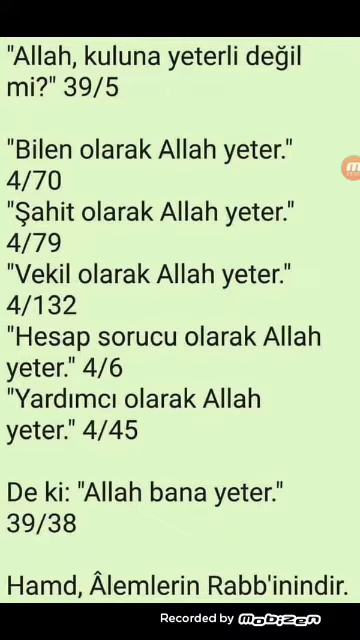 "Allah, kuluna yeterli değil
mi?" 39/5
"Bilen olarak Allah yeter."
4/70
"Şahit olarak Allah yeter."
4/79
"Vekil olarak Allah yeter."
4/132
"Hesap sorucu olarak Allah
yeter." 4/6
"Yardımcı olarak Allah
yeter." 4/45
De ki: "Allah bana yeter."
39/38
Hamd, Âlemlerin Rabb'inindir.
Recorded by Mobizen